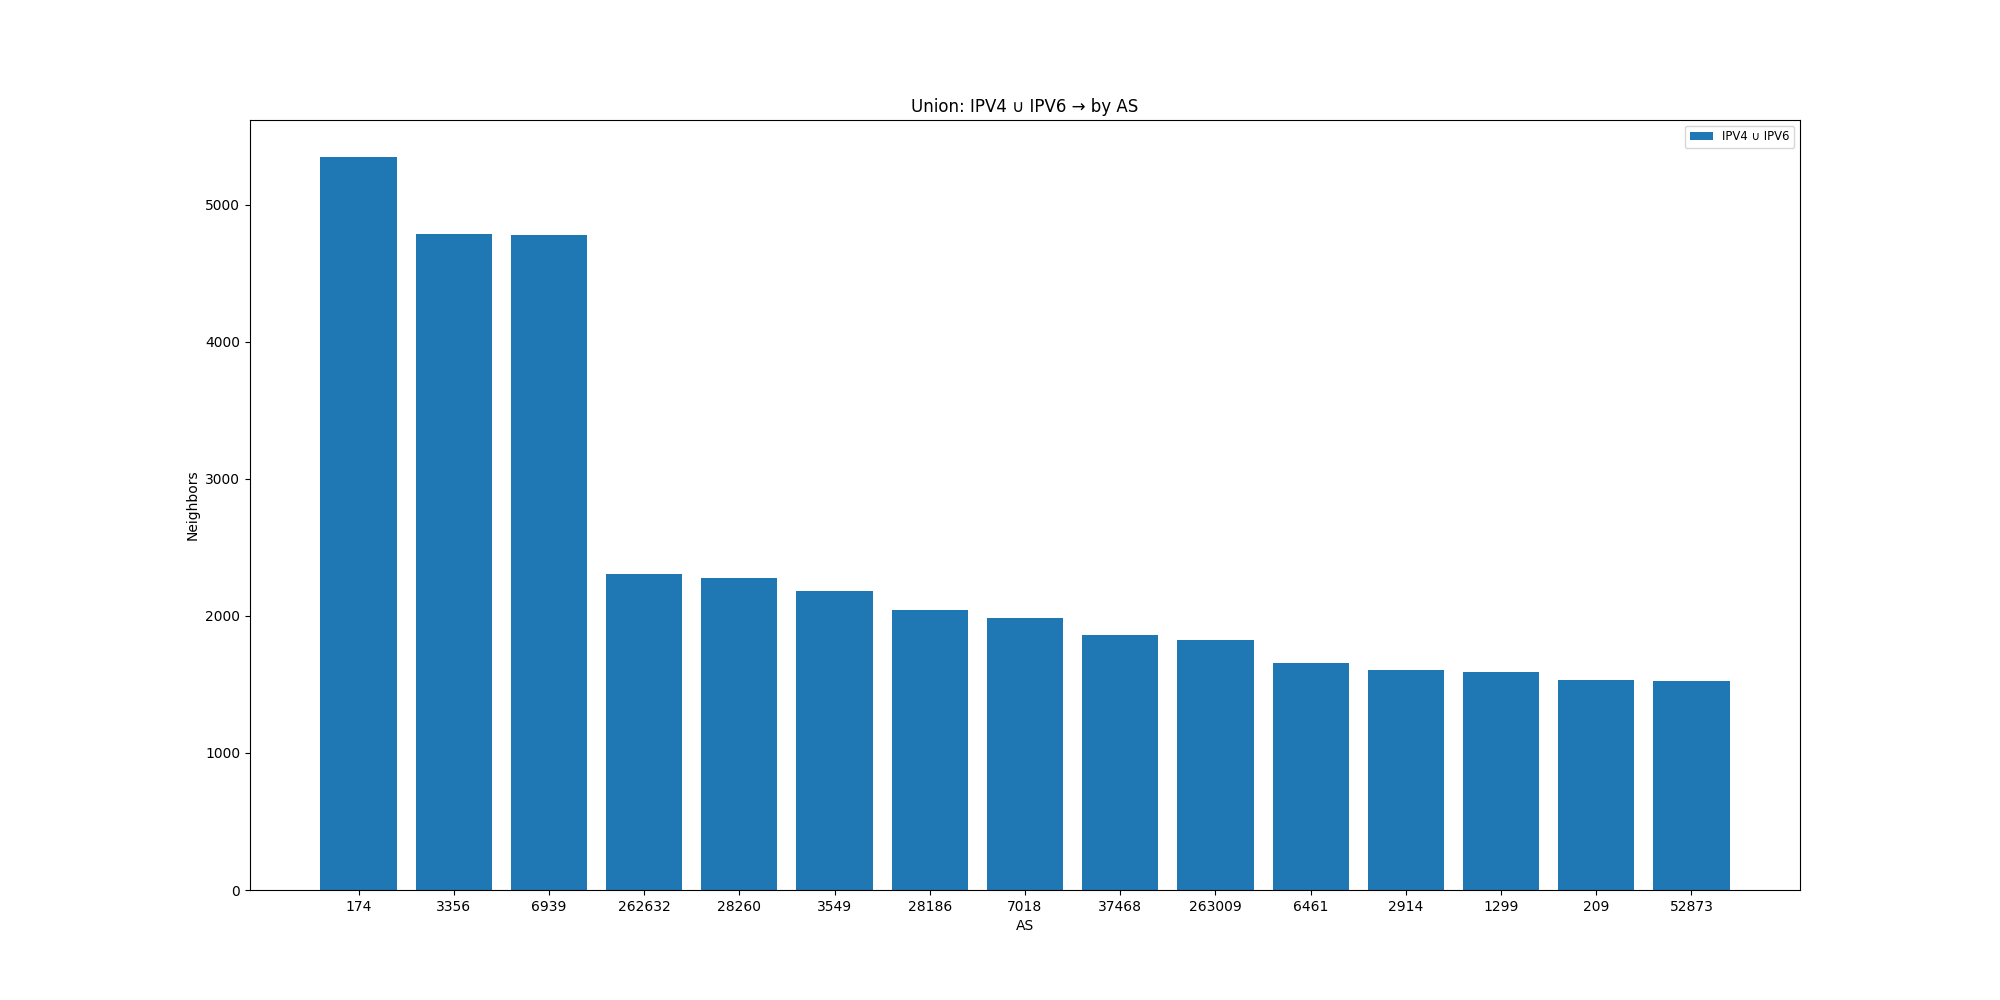 Union: IPV4 ∪ IPV6 → by AS
IPV4 ∪ IPV6
Neighbors
5000
4000
3000
2000
1000
0
174 3356 6939 262632 28260 3549 28186 7018 37468 263009 6461 2914 1299 209 52873
AS